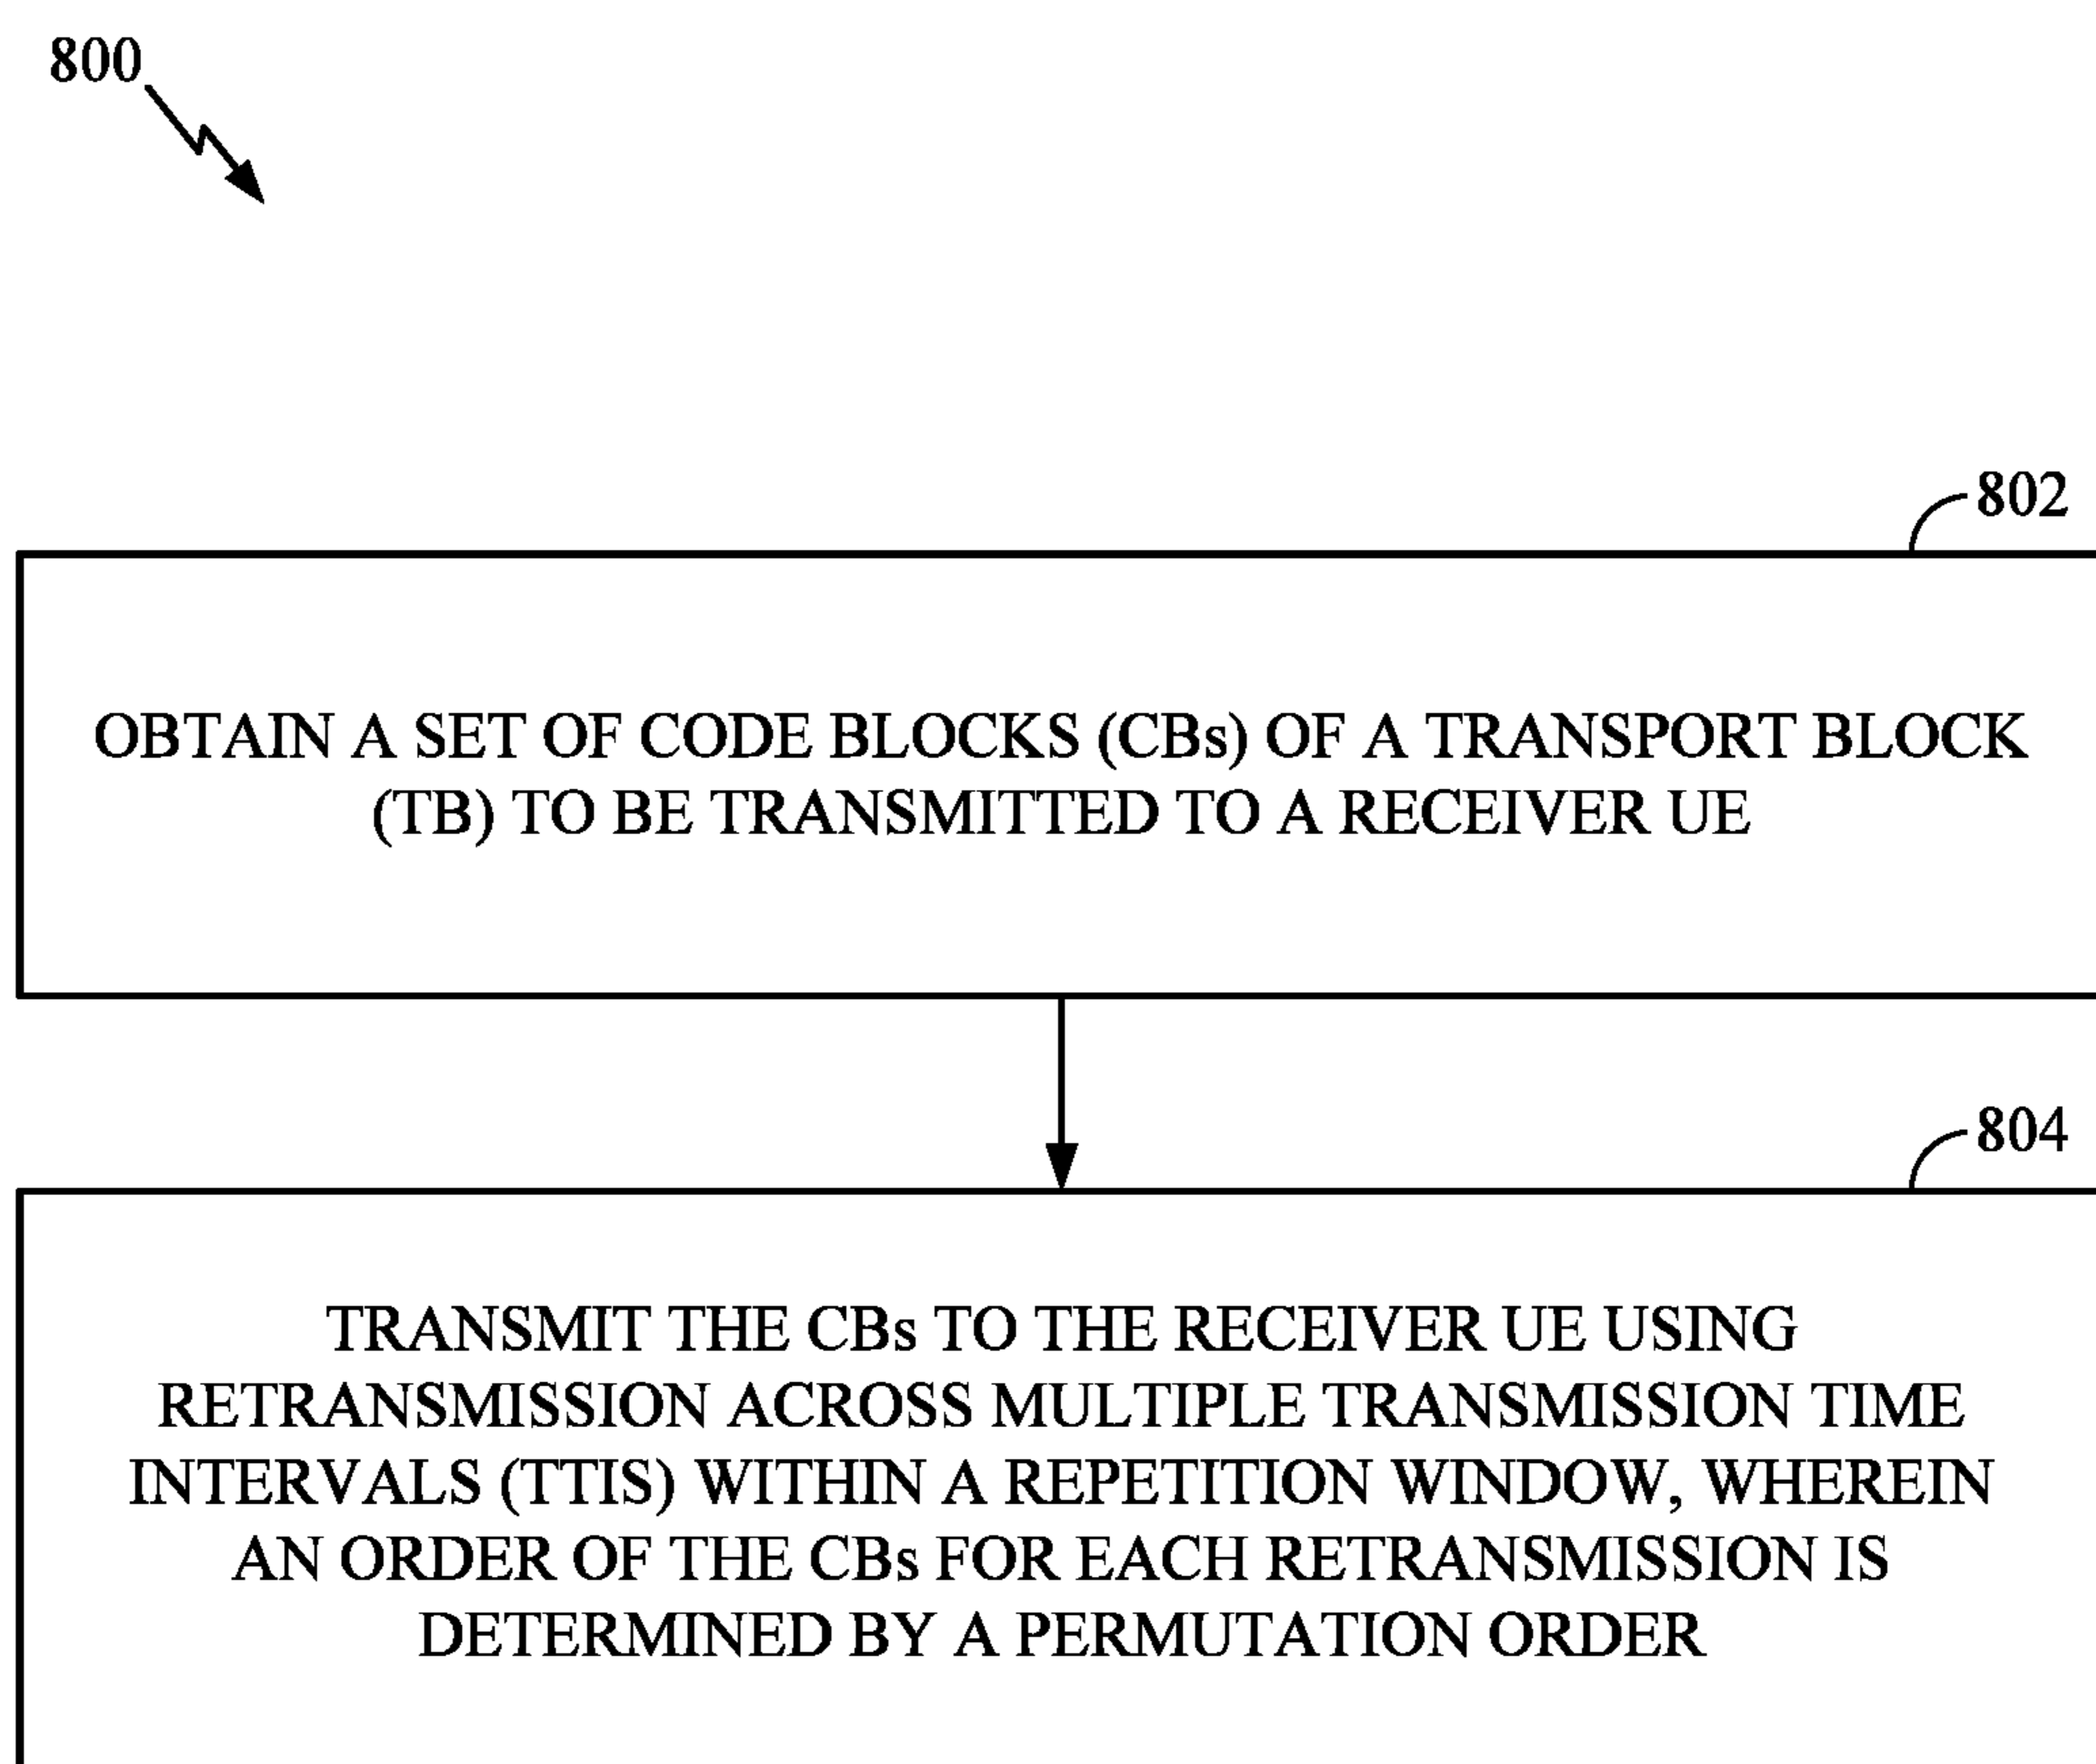 800
802
OBTAIN A SET OF CODE BLOCKS (CBs) OF A TRANSPORT BLOCK
(TB) TO BE TRANSMITTED TO A RECEIVER UE
804
TRANSMIT THE CBs TO THE RECEIVER UE USING
RETRANSMISSION ACROSS MULTIPLE TRANSMISSION TIME
INTERVALS (TTIS) WITHIN A REPETITION WINDOW, WHEREIN
AN ORDER OF THE CBs FOR EACH RETRANSMISSION IS
DETERMINED BY A PERMUTATION ORDER